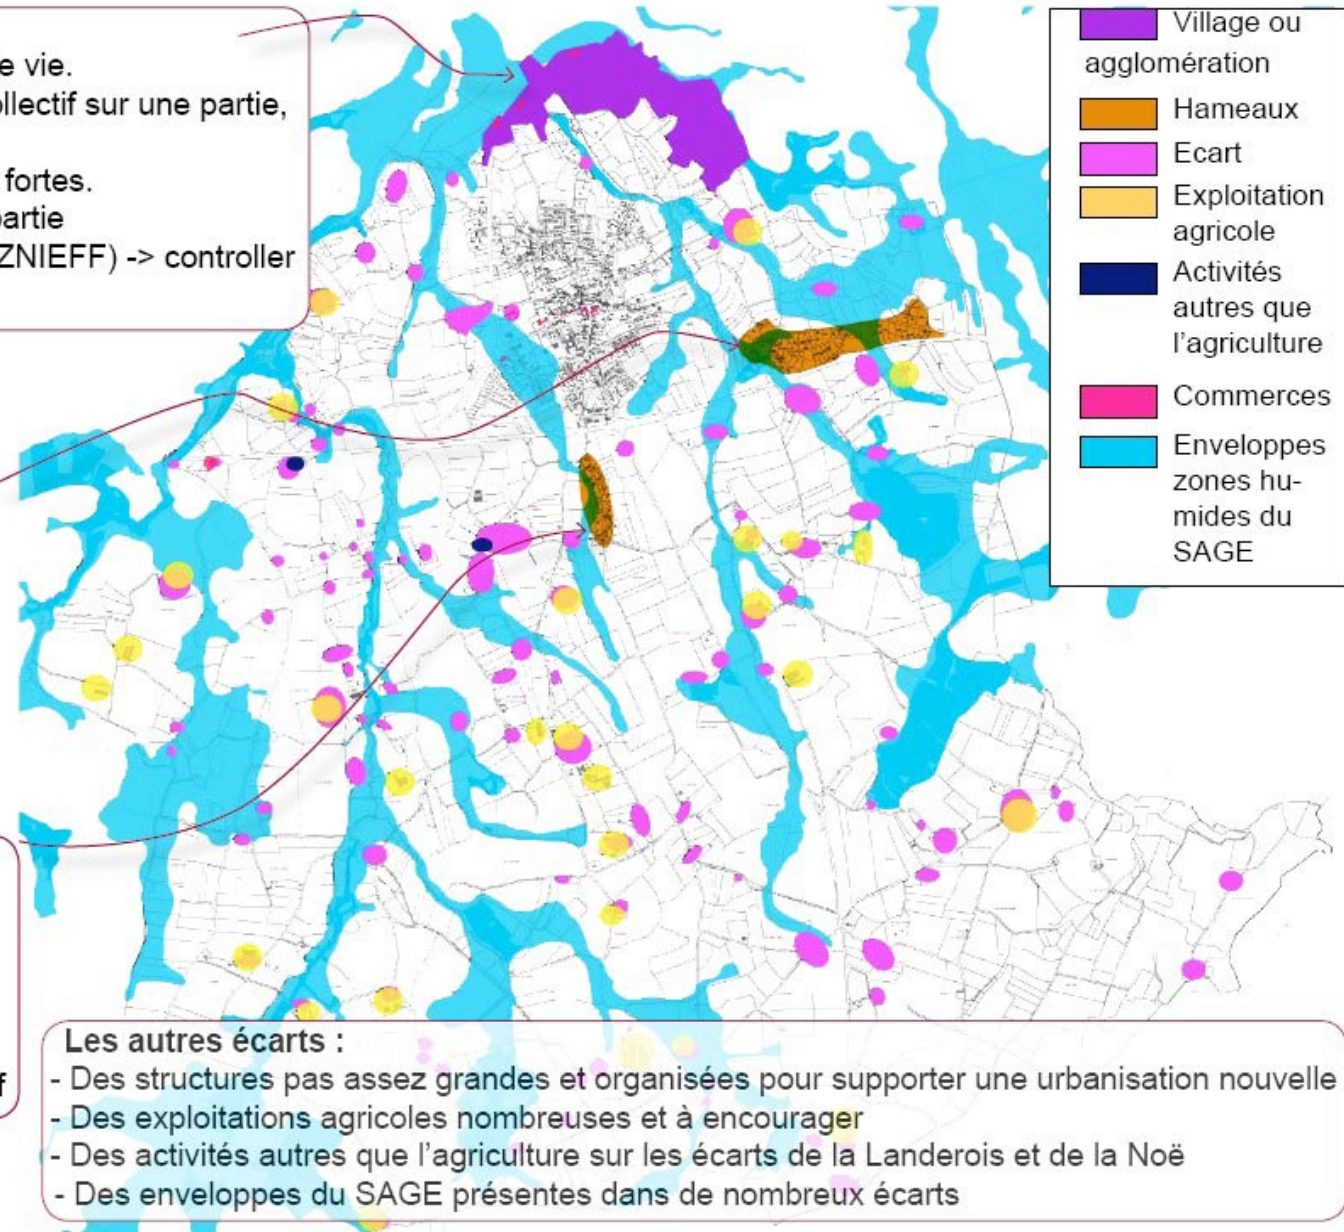 e vie.
ollectif sur une partie,
fortes.
partie
ZNIEFF) -> controller
Village ou
agglomération
Hameaux
Ecart
Exploitation
agricole
Activités
autres que
l'agriculture
Commerces
Enveloppes
zones hu-
mides du
SAGE
f
Les autres écarts :
- Des structures pas assez grandes et organisées pour supporter une urbanisation nouvelle
- Des exploitations agricoles nombreuses et à encourager
- Des activités autres que l'agriculture sur les écarts de la Landerois et de la Noë
- Des enveloppes du SAGE présentes dans de nombreux écarts